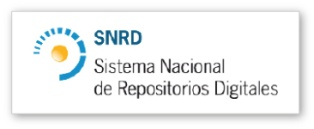 SNRD
Sistema Nacional
de Repositorios Digitales